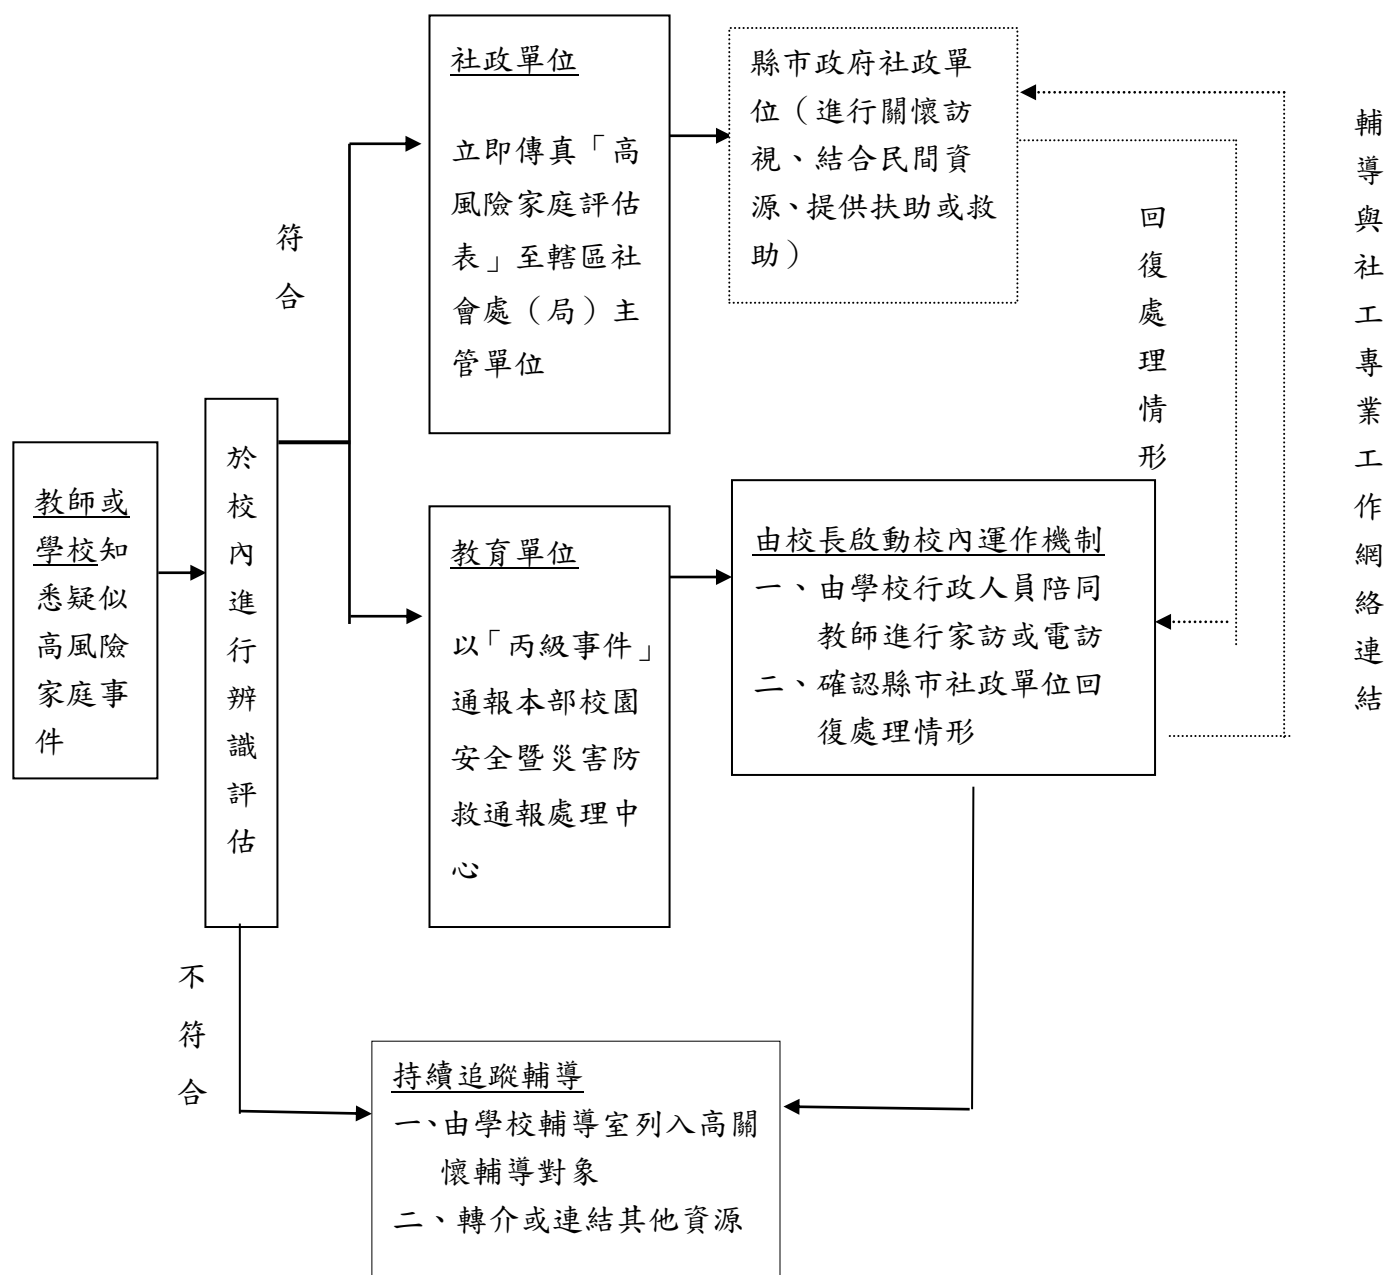 社政單位
立即傳真「高
風險家庭評估
表」至轄區社
會處（局）主
管單位
縣市政府社政單
位（進行關懷訪
視、結合民間資
源、提供扶助或救
助）
符合
回復處理情形
輔導與社工專業工作網絡連結
教師或
學校知
悉疑似
高風險
家庭事
件
於校內進行辨識評估
教育單位
以「丙級事件」
通報本部校園
安全暨災害防
救通報處理中
心
由校長啟動校內運作機制
一、由學校行政人員陪同
教師進行家訪或電訪
二、確認縣市社政單位回
復處理情形
不符合
持續追蹤輔導
一、由學校輔導室列入高關
懷輔導對象
二、轉介或連結其他資源